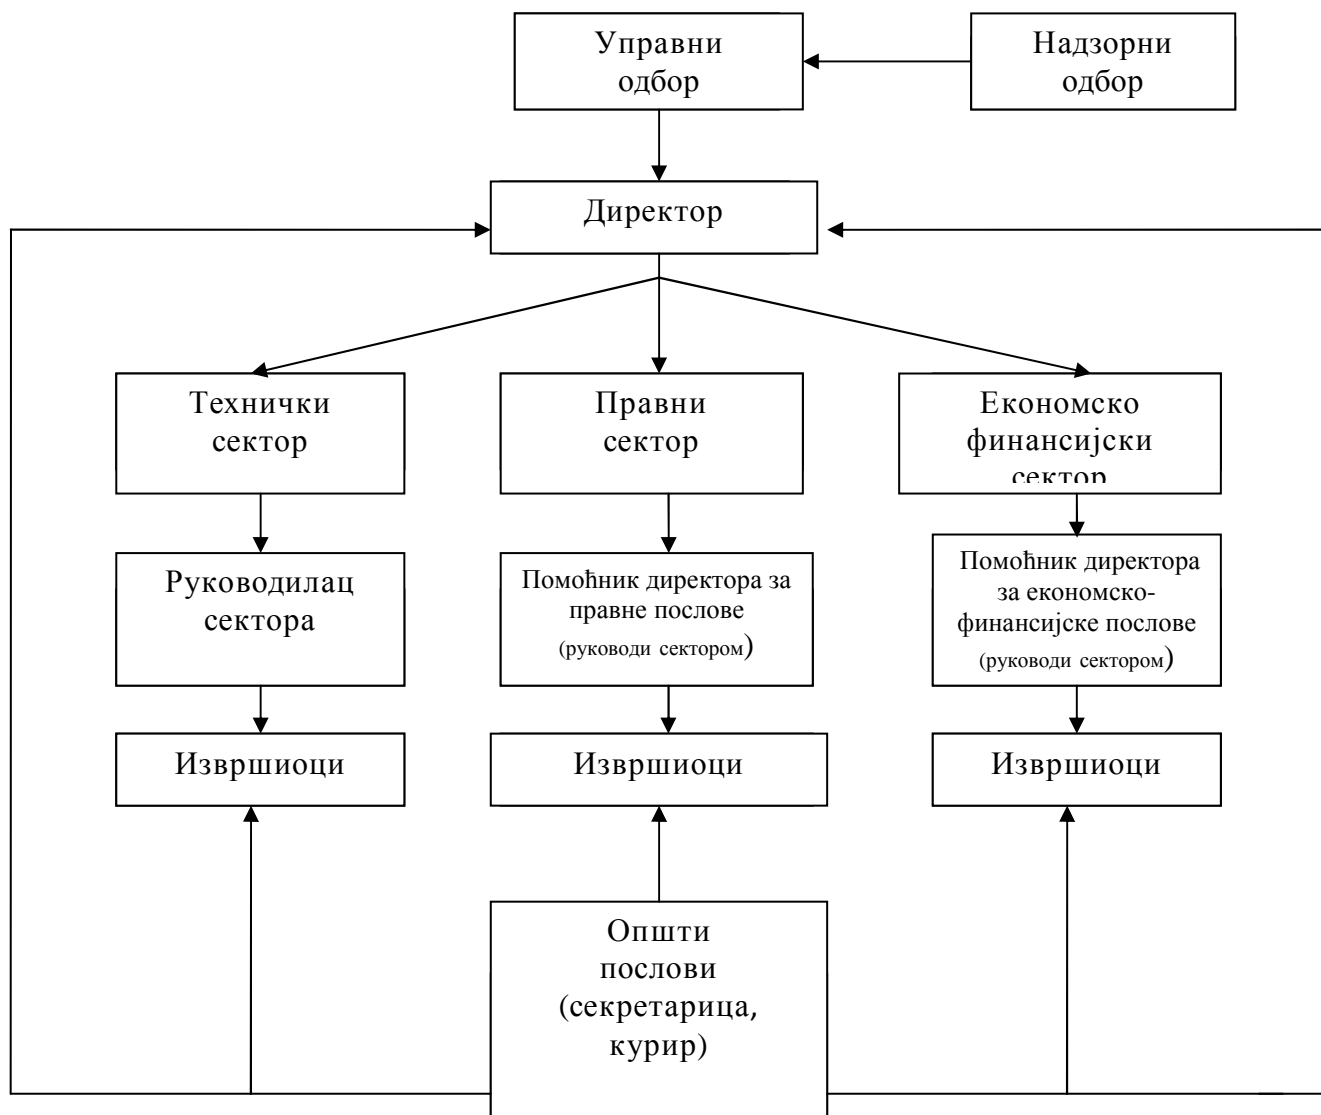 Управни
одбор
Надзорни
одбор
Директор
Технички
сектор
Правни
сектор
Економско
финансијски
сектор
Руководилац
сектора
Помоћник директора за
правне послове
(руководи сектором)
Помоћник директора
за економско-
финансијске послове
(руководи сектором)
Извршиоци
Извршиоци
Извршиоци
Општи
послови
(секретарица,
курир)